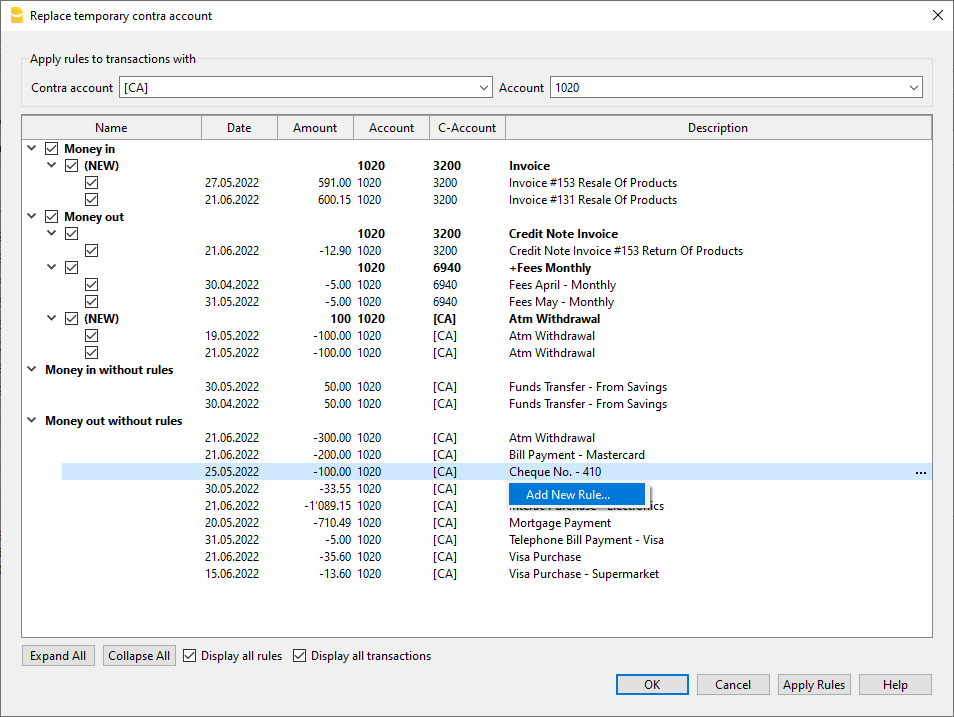 Replace temporary contra account
Apply rules to transactions with
Contra account [CA] Account 1020
Name Date Amount Account C-Account Description
Money in
(NEW) 1020 3200 Invoice
27.05.2022 591.00 1020 3200 Invoice #153 Resale Of Products
21.06.2022 600.15 1020 3200 Invoice #131 Resale Of Products
Money out
1020 3200 Credit Note Invoice
21.06.2022 -12.90 1020 3200 Credit Note Invoice #153 Return Of Products
1020 6940 +Fees Monthly
30.04.2022 -5.00 1020 6940 Fees April - Monthly
31.05.2022 -5.00 1020 6940 Fees May - Monthly
(NEW) 100 1020 [CA] Atm Withdrawal
19.05.2022 -100.00 1020 [CA] Atm Withdrawal
21.05.2022 -100.00 1020 [CA] Atm Withdrawal
Money in without rules
30.05.2022 50.00 1020 [CA] Funds Transfer - From Savings
30.04.2022 50.00 1020 [CA] Funds Transfer - From Savings
Money out without rules
21.06.2022 -300.00 1020 [CA] Atm Withdrawal
21.06.2022 -200.00 1020 [CA] Bill Payment - Mastercard
25.05.2022 -100.00 1020 [CA] Cheque No. - 410 ...
30.05.2022 -33.55 1020 [CA] Add New Rule...
21.06.2022 -1'089.15 1020 [CA]
20.05.2022 -710.49 1020 [CA] Mortgage Payment
31.05.2022 -5.00 1020 [CA] Telephone Bill Payment - Visa
21.06.2022 -35.60 1020 [CA] Visa Purchase
15.06.2022 -13.60 1020 [CA] Visa Purchase - Supermarket
Expand All Collapse All Display all rules Display all transactions
OK Cancel Apply Rules Help